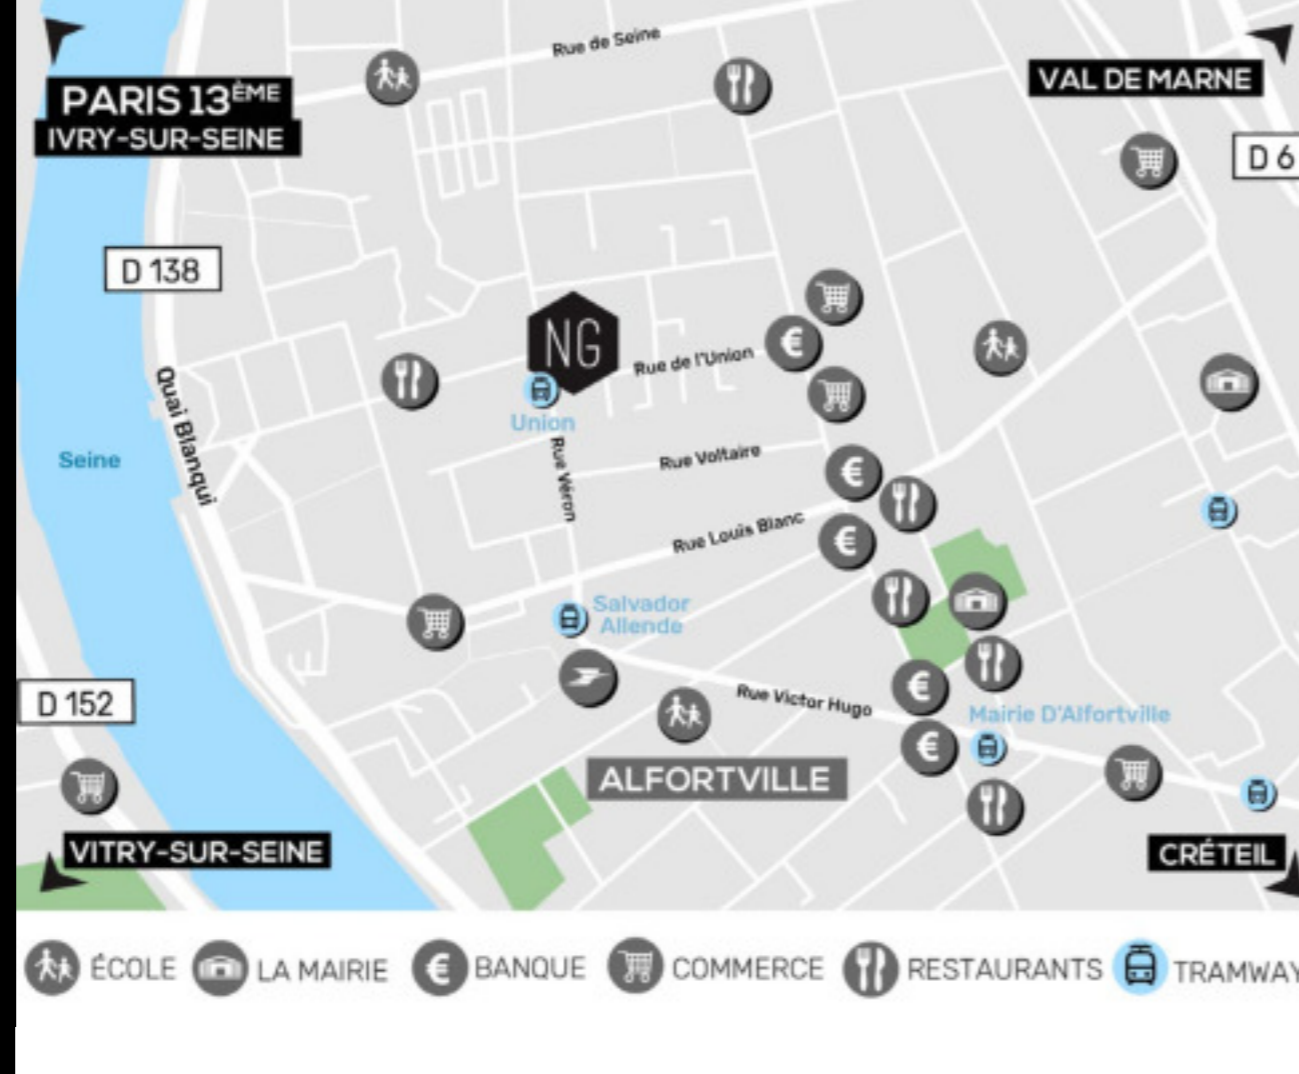 Rue de Seine
PARIS 13ÈME
IVRY-SUR-SEINE
VAL DE MARNE
D 6
D 138
NG
Rue de l'Union
Union
Quai Blanqui
Seine
Rue Véron
Rue Voltaire
Rue Louis Blanc
Salvador
Allende
D 152
Rue Victor Hugo
Mairie D'Alfortville
ALFORTVILLE
VITRY-SUR-SEINE
CRÉTEIL
ÉCOLE
LA MAIRIE
€ BANQUE
COMMERCE
RESTAURANTS
TRAMWAY
€
€
€
€
€